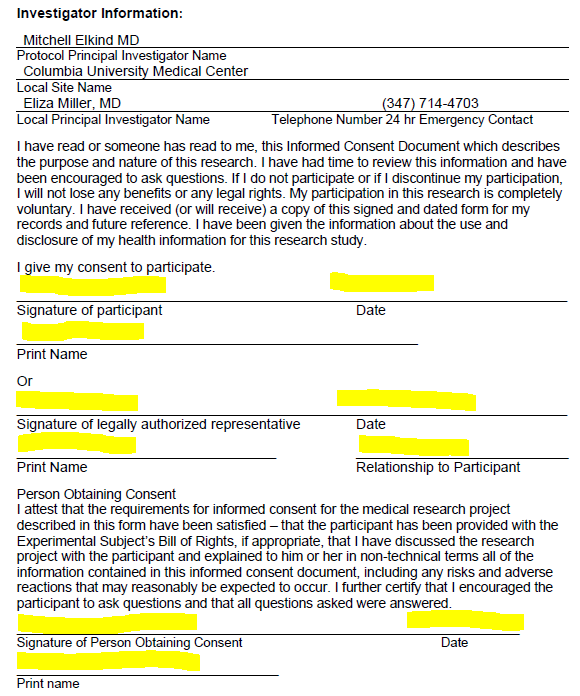 Investigator Information:
Mitchell Elkind MD
Protocol Principal Investigator Name
Columbia University Medical Center
Local Site Name
Eliza Miller, MD (347) 714-4703
Local Principal Investigator Name Telephone Number 24 hr Emergency Contact
I have read or someone has read to me, this Informed Consent Document which describes
the purpose and nature of this research. I have had time to review this information and have
been encouraged to ask questions. If I do not participate or if I discontinue my participation,
I will not lose any benefits or any legal rights. My participation in this research is completely
voluntary. I have received (or will receive) a copy of this signed and dated form for my
records and future reference. I have been given the information about the use and
disclosure of my health information for this research study.
I give my consent to participate.
Signature of participant Date
Print Name
Or
Signature of legally authorized representative Date
Print Name Relationship to Participant
Person Obtaining Consent
I attest that the requirements for informed consent for the medical research project
described in this form have been satisfied – that the participant has been provided with the
Experimental Subject's Bill of Rights, if appropriate, that I have discussed the research
project with the participant and explained to him or her in non-technical terms all of the
information contained in this informed consent document, including any risks and adverse
reactions that may reasonably be expected to occur. I further certify that I encouraged the
participant to ask questions and that all questions asked were answered.
Signature of Person Obtaining Consent Date
Print name